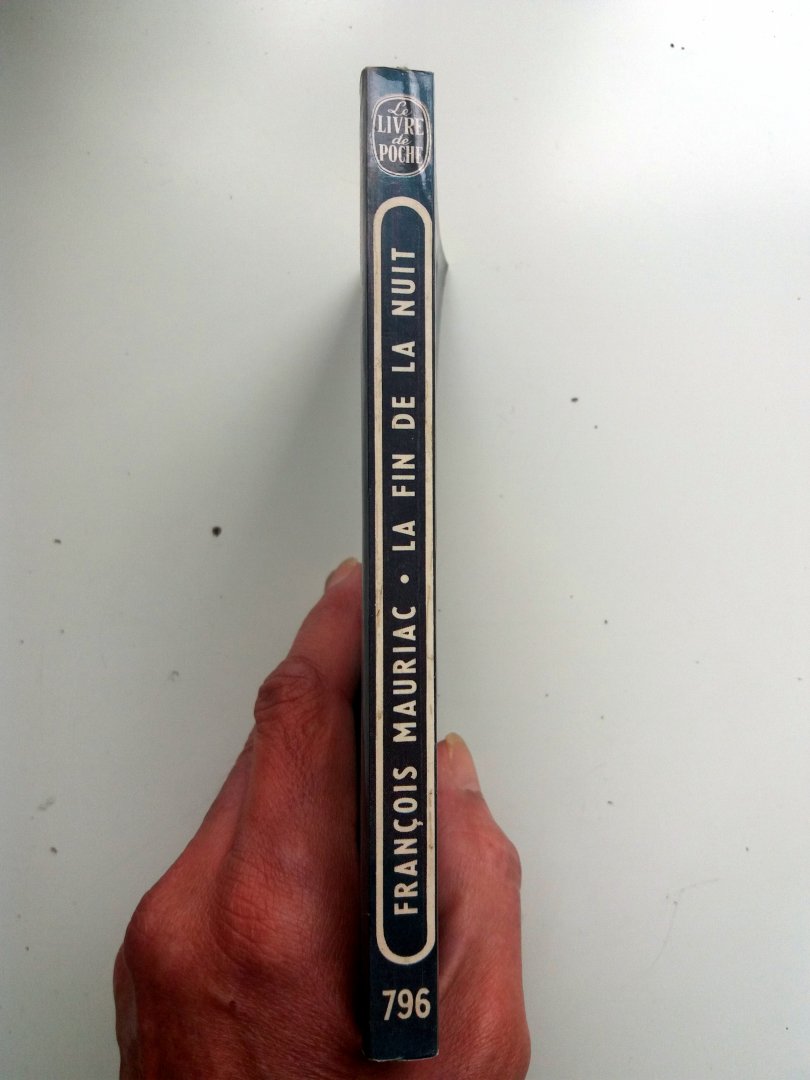 Le
LIVRE
de
POCHE
FRANÇOIS MAURIAC • LA FIN DE LA NUIT
796